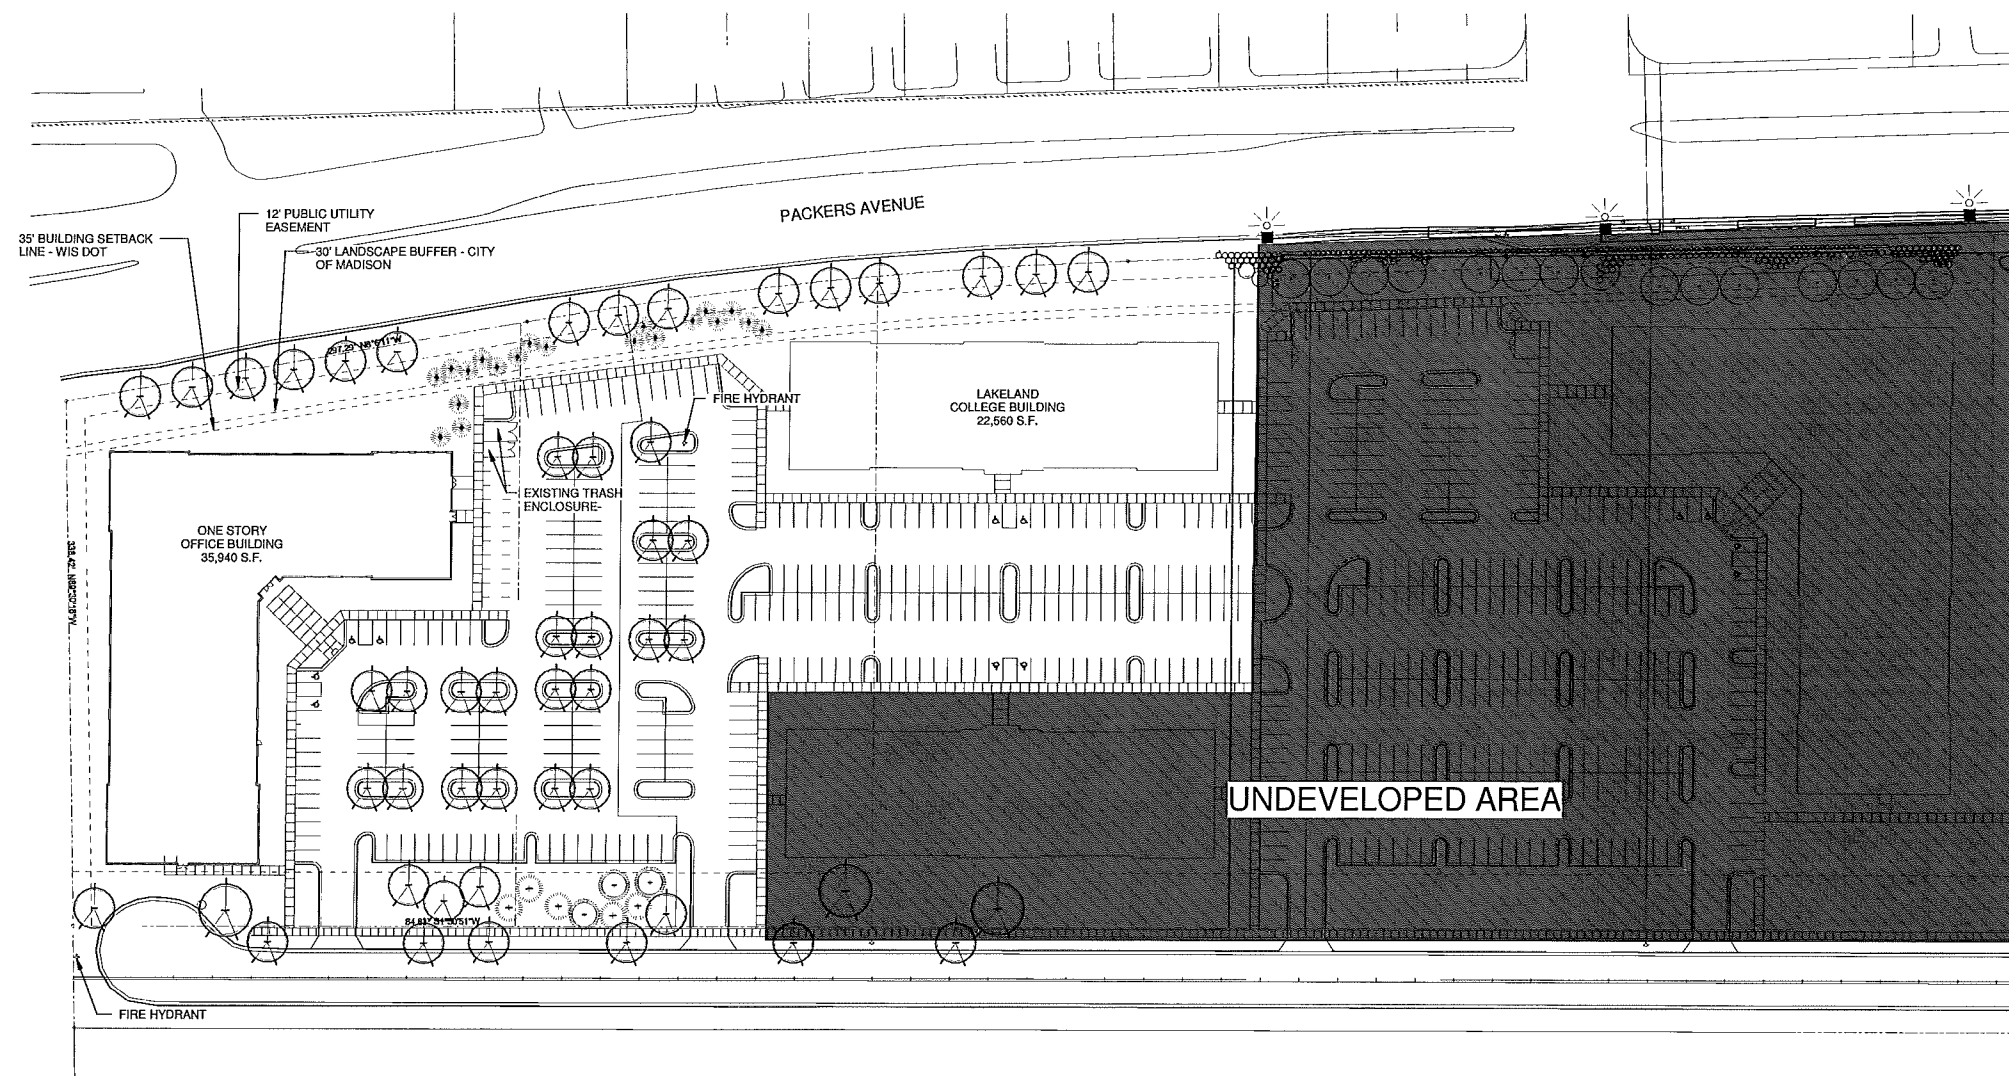 PACKERS AVENUE
12' PUBLIC UTILITY
EASEMENT
35' BUILDING SETBACK
LINE - WIS DOT
30' LANDSCAPE BUFFER - CITY
OF MADISON
FIRE HYDRANT
LAKELAND
COLLEGE BUILDING
22,560 S.F.
EXISTING TRASH
ENCLOSURE-
ONE STORY
OFFICE BUILDING
35,940 S.F.
UNDEVELOPED AREA
FIRE HYDRANT